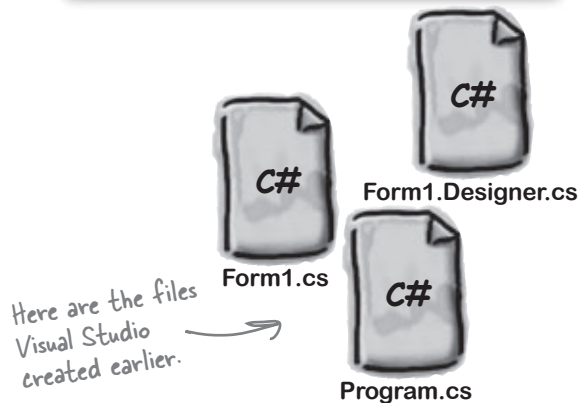 C#
Form1.Designer.cs
C#
Form1.cs
Here are the files
Visual Studio
created earlier.
C#
Program.cs